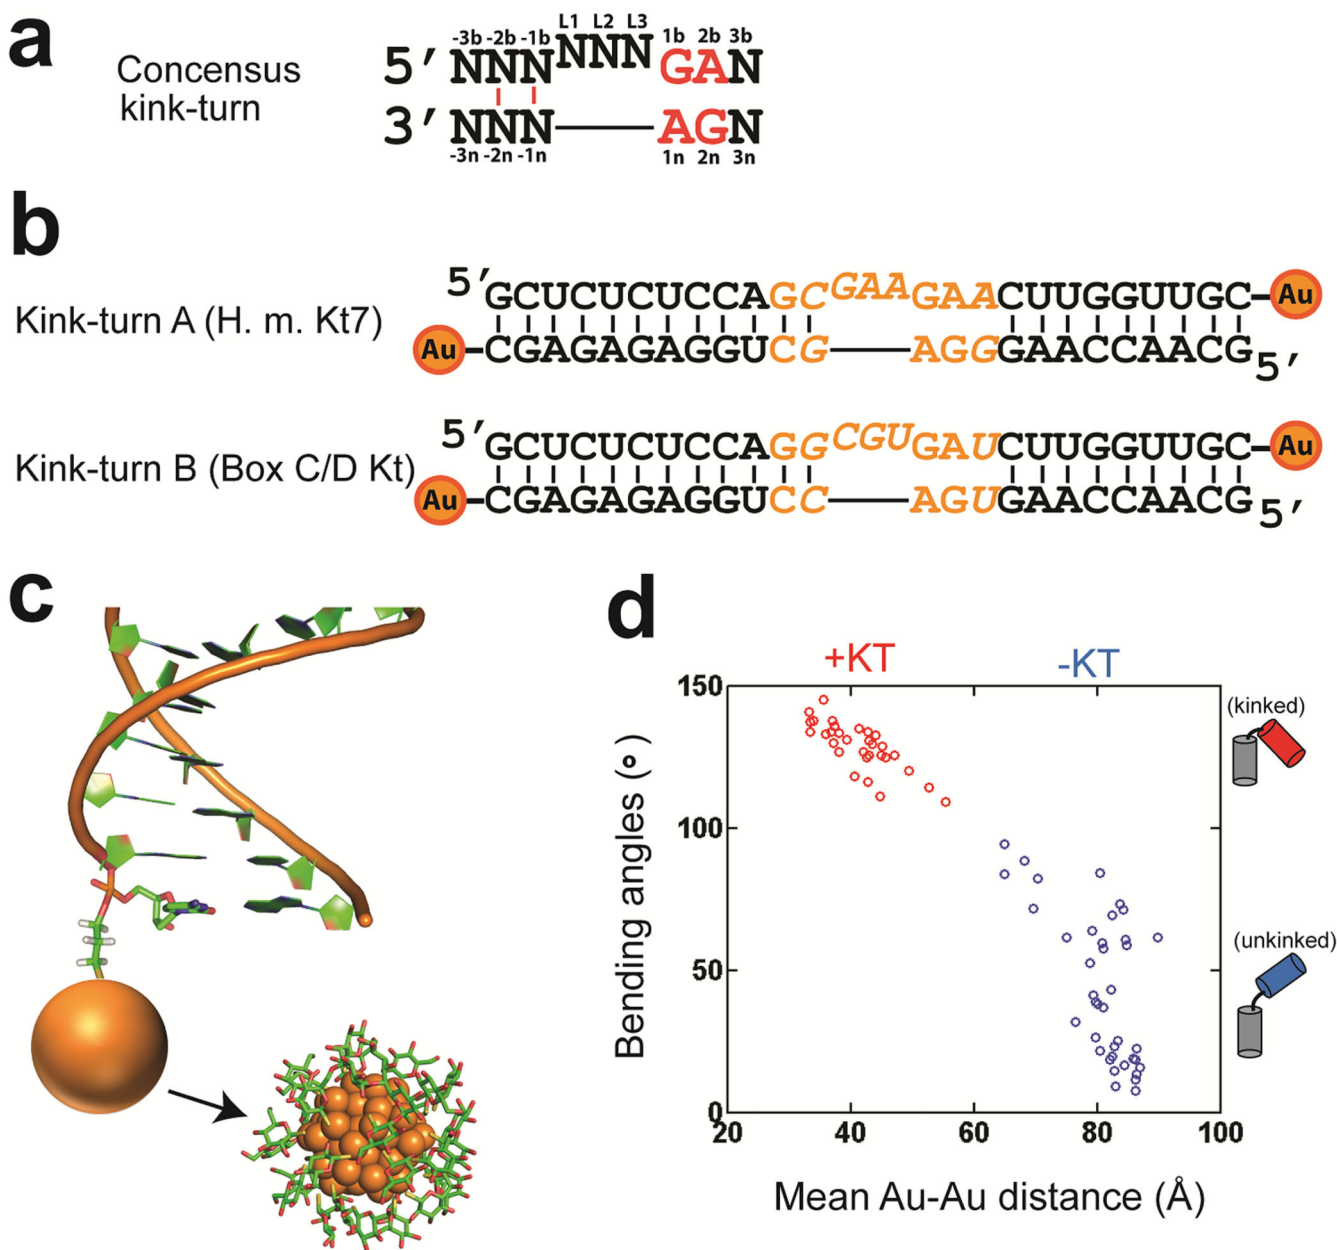 a
Concensus
kink-turn
L1 L2 L3
-3b -2b -1b 1b 2b 3b
5'NNNNNNGAN
3'NNN AGN
-3n -2n -1n 1n 2n 3n
b
Kink-turn A (H. m. Kt7)
5'GCUCUCUCCAGCGAAGAACUUGGUUGC Au
Au CGAGAGAGGUCG AGGGAACCAACG5'
Kink-turn B (Box C/D Kt)
5'GCUCUCUCCAGGCGUGAUCUUGGUUGC Au
Au CGAGAGAGGUCC AGUGAACCAACG5'
c
d
+KT -KT
Bending angles (°)
150
100
50
0
20 40 60 80 100
Mean Au-Au distance (Å)
(kinked)
(unkinked)